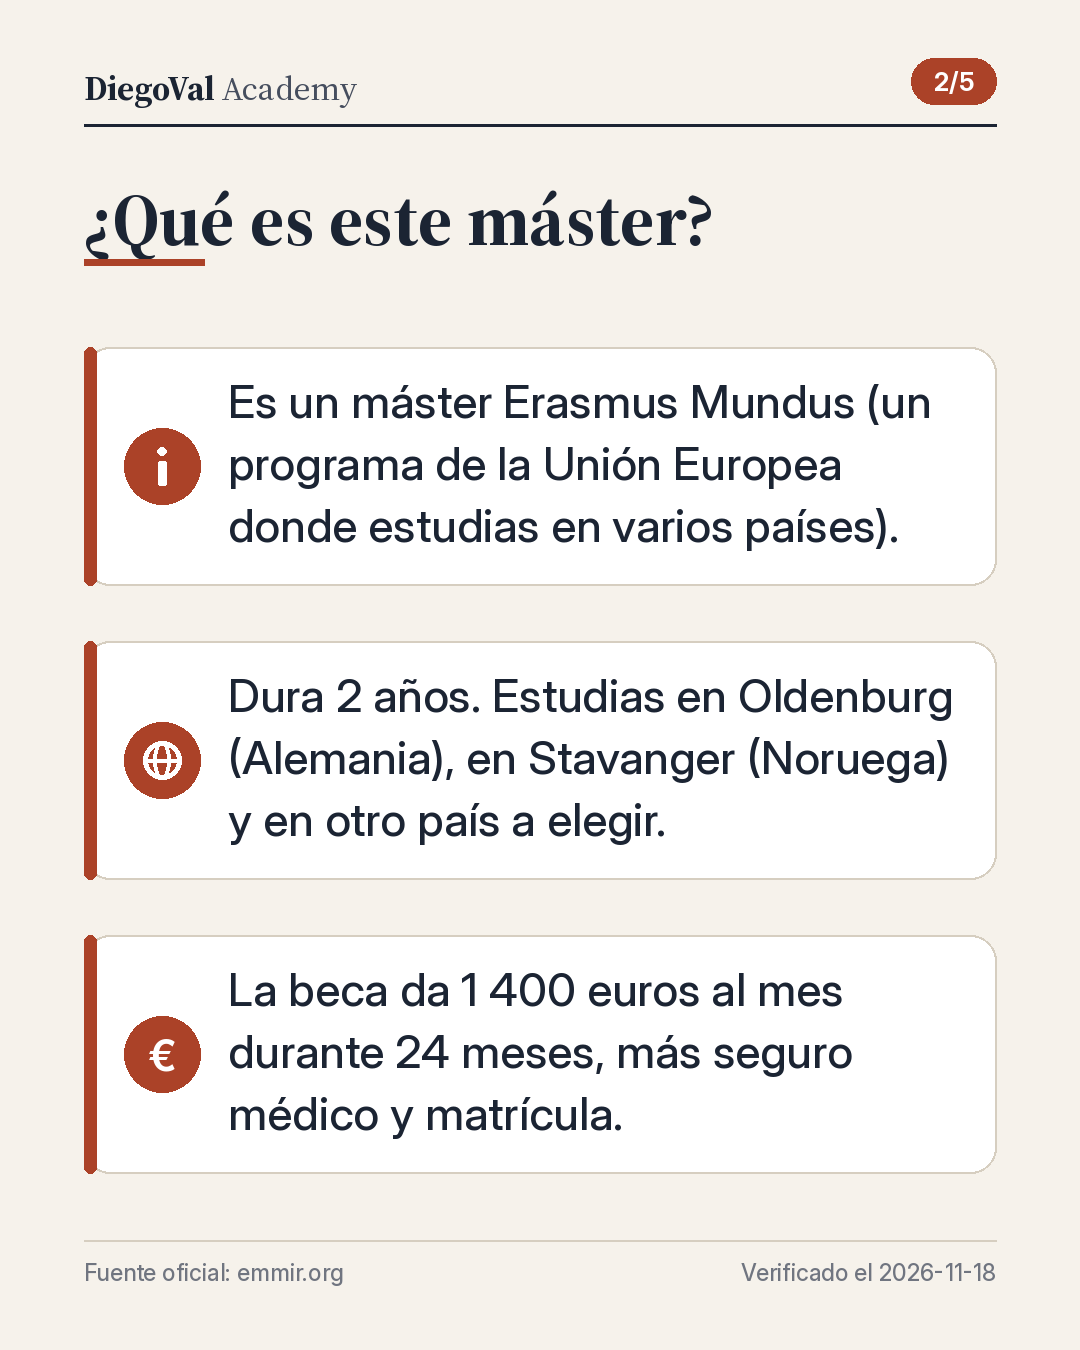 DiegoVal Academy
2/5
¿Qué es este máster?
Es un máster Erasmus Mundus (un
programa de la Unión Europea
donde estudias en varios países).
Dura 2 años. Estudias en Oldenburg
(Alemania), en Stavanger (Noruega)
y en otro país a elegir.
€
La beca da 1 400 euros al mes
durante 24 meses, más seguro
médico y matrícula.
Fuente oficial: emmir.org
Verificado el 2026-11-18